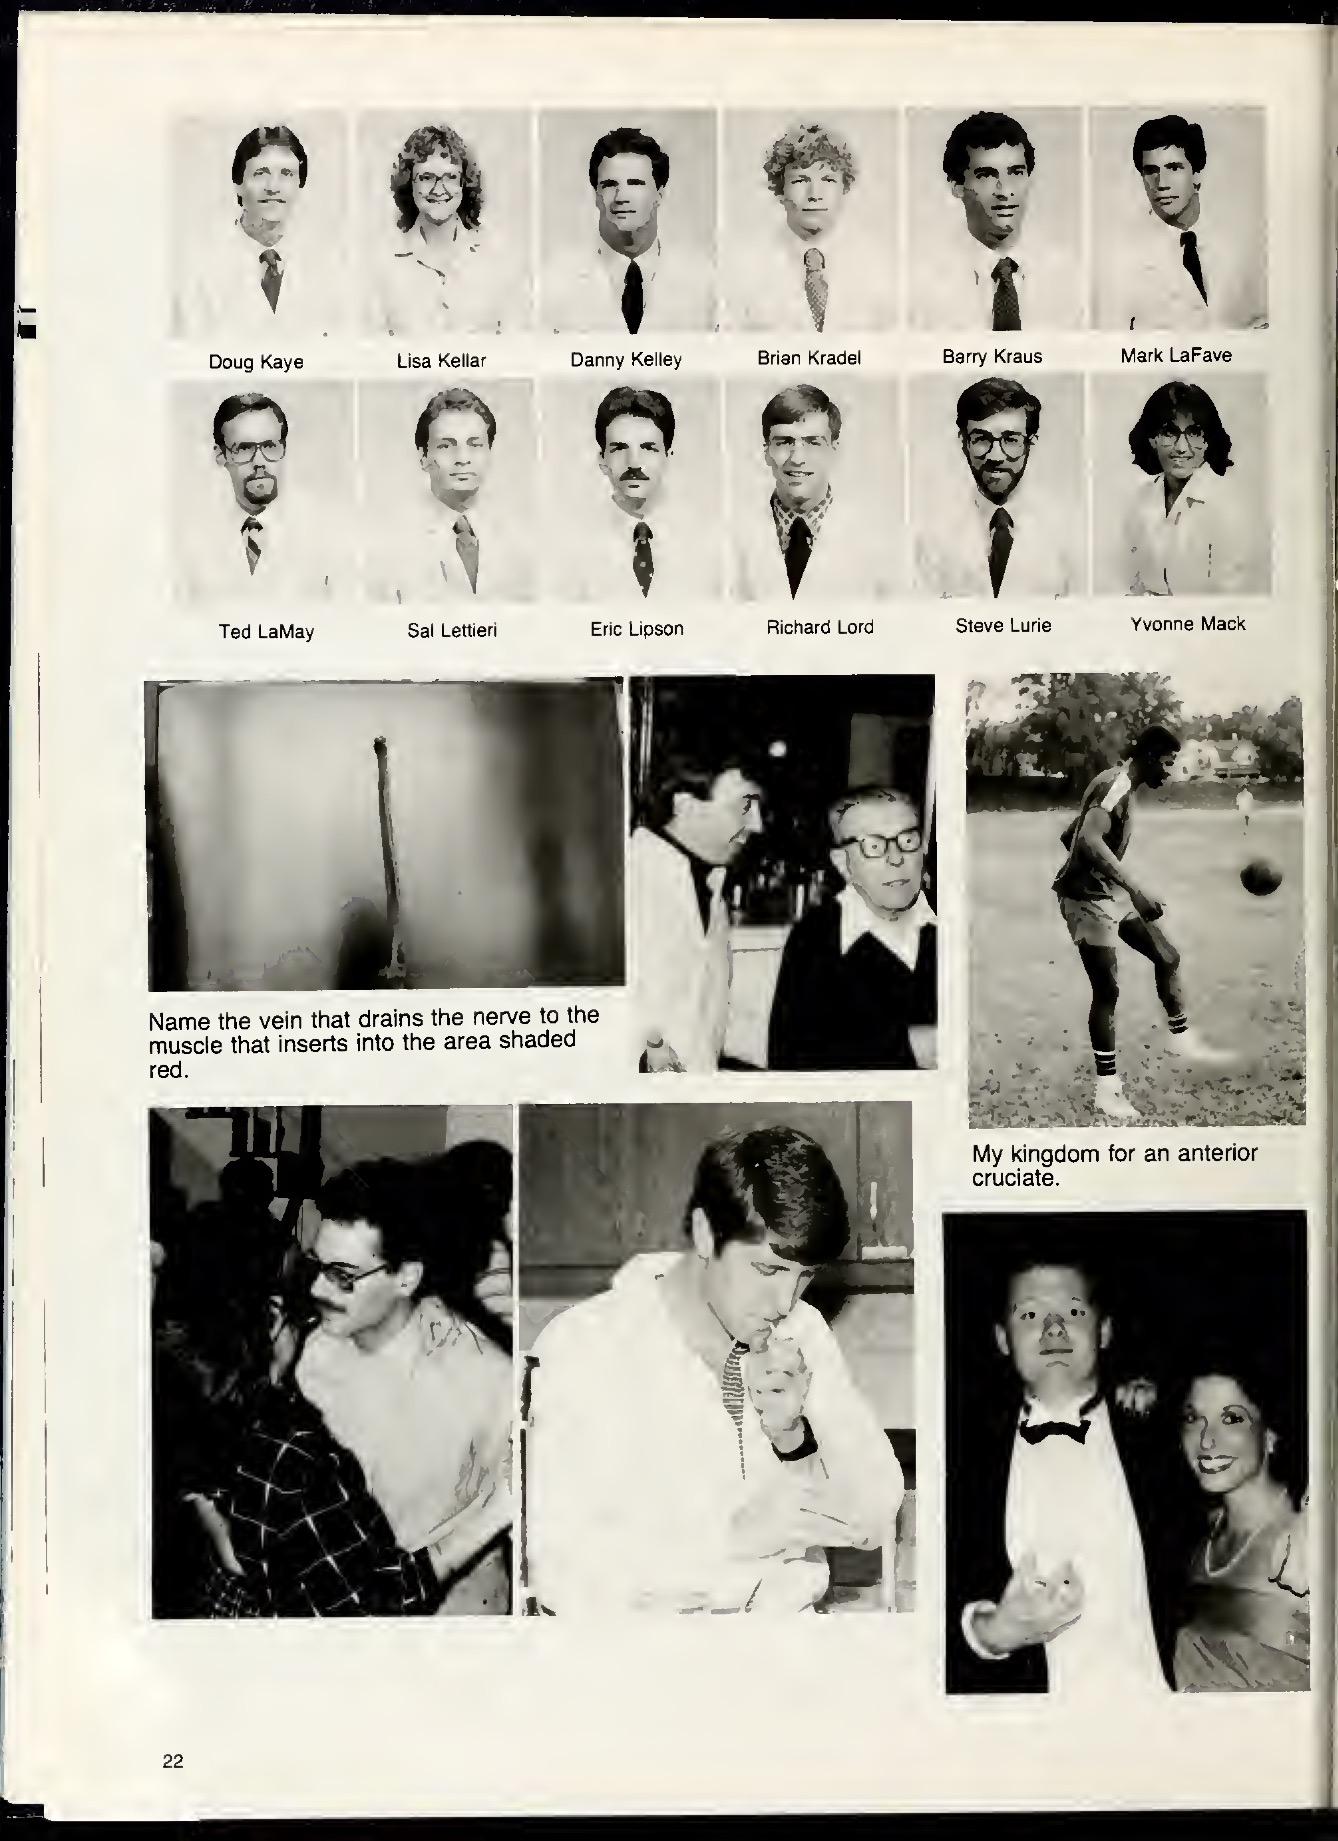 Doug Kaye
Lisa Kellar
Danny Kelley
Brian Kradel
Barry Kraus
Mark LaFave
Ted LaMay
Sal Lettieri
Eric Lipson
Richard Lord
Steve Lurie
Yvonne Mack
Name the vein that drains the nerve to the
muscle that inserts into the area shaded
red.
My kingdom for an anterior
cruciate.
22